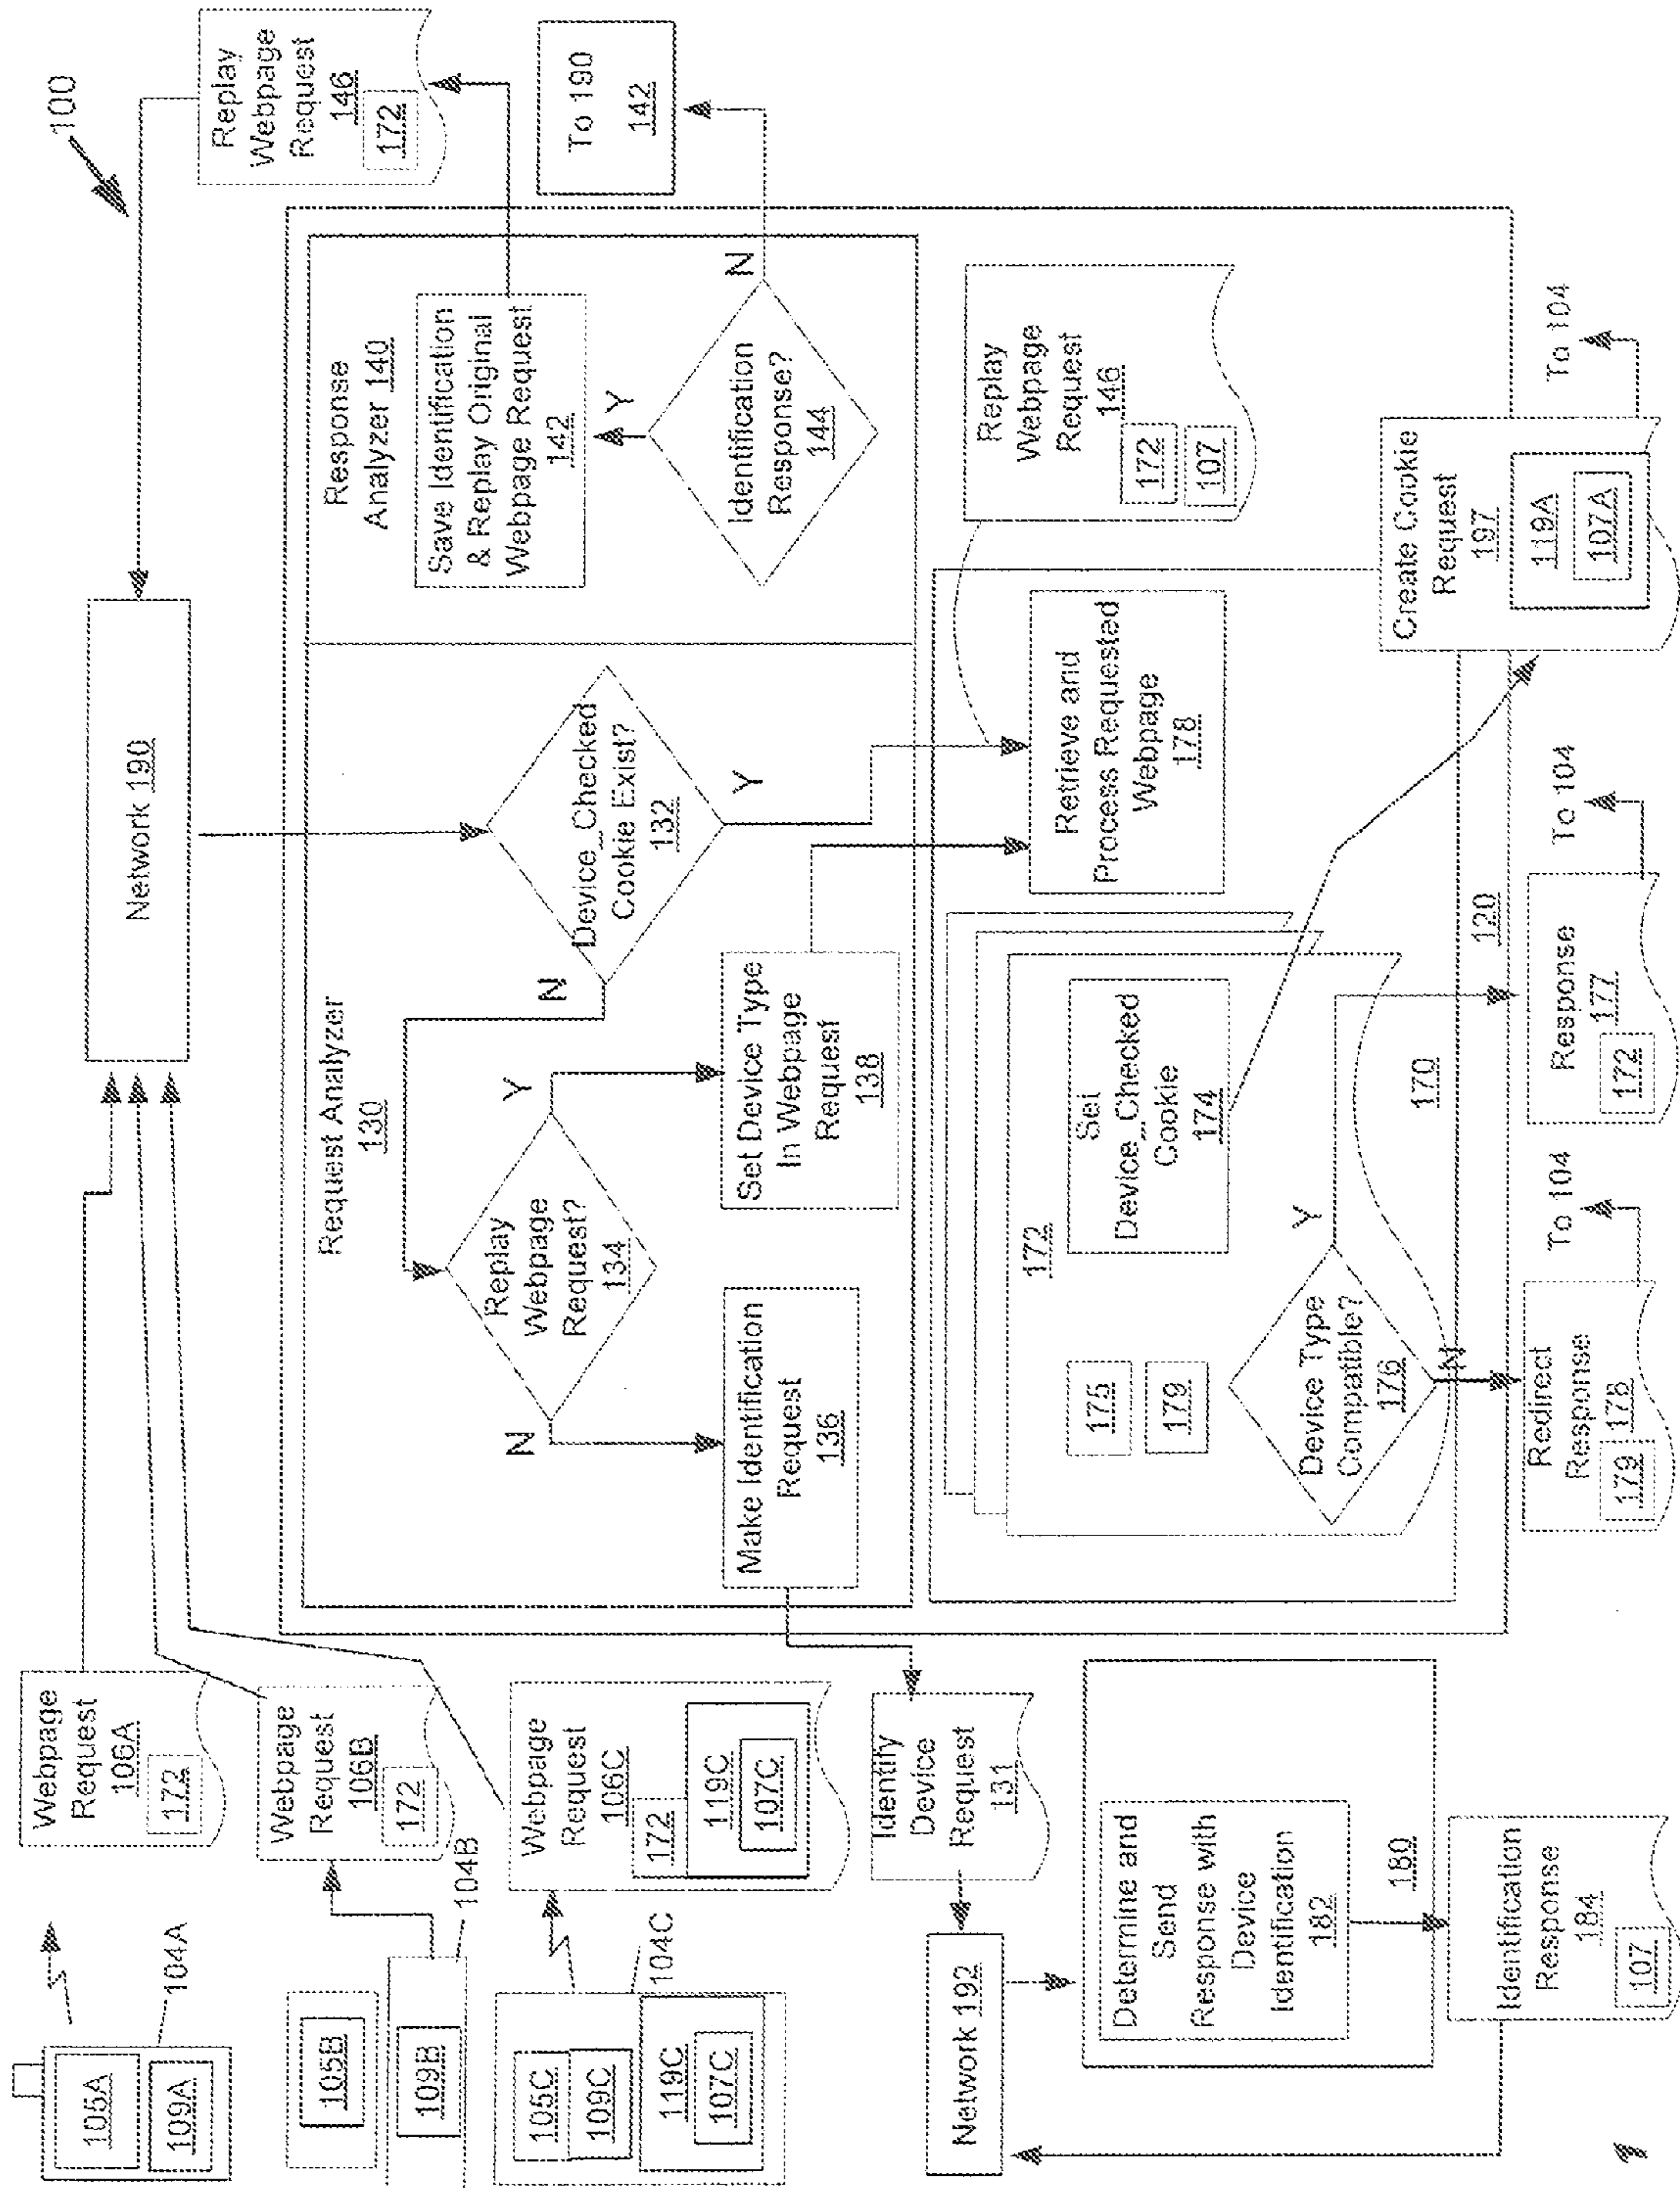 100
105A
109A
104A
Webpage
Request
106A
172
Network 190
Replay
Webpage
Request
146
172
105B
109B
104B
Webpage
Request
106B
172
105C
109C
119C
107C
104C
Webpage
Request
106C
172
119C
107C
Request Analyzer
130
Device_Checked
Cookie Exist?
132
N
Y
Replay
Webpage
Request?
134
N
Y
Make Identification
Request
136
Set Device Type
In Webpage
Request
138
Response
Analyzer 140
Save Identification
& Replay Original
Webpage Request
142
Y
Identification
Response?
144
N
To 190
142
Identify
Device
Request
131
Network 192
Determine and
Send
Response with
Device
Identification
182
180
Identification
Response
184
107
172
175
179
Set
Device_Checked
Cookie
174
Device Type
Compatible?
176
Y
N
170
120
Retrieve and
Process Requested
Webpage
178
Replay
Webpage
Request
146
172
107
Redirect
Response
178
179
To 104
Response
177
172
To 104
Create Cookie
Request
197
119A
107A
To 104
1